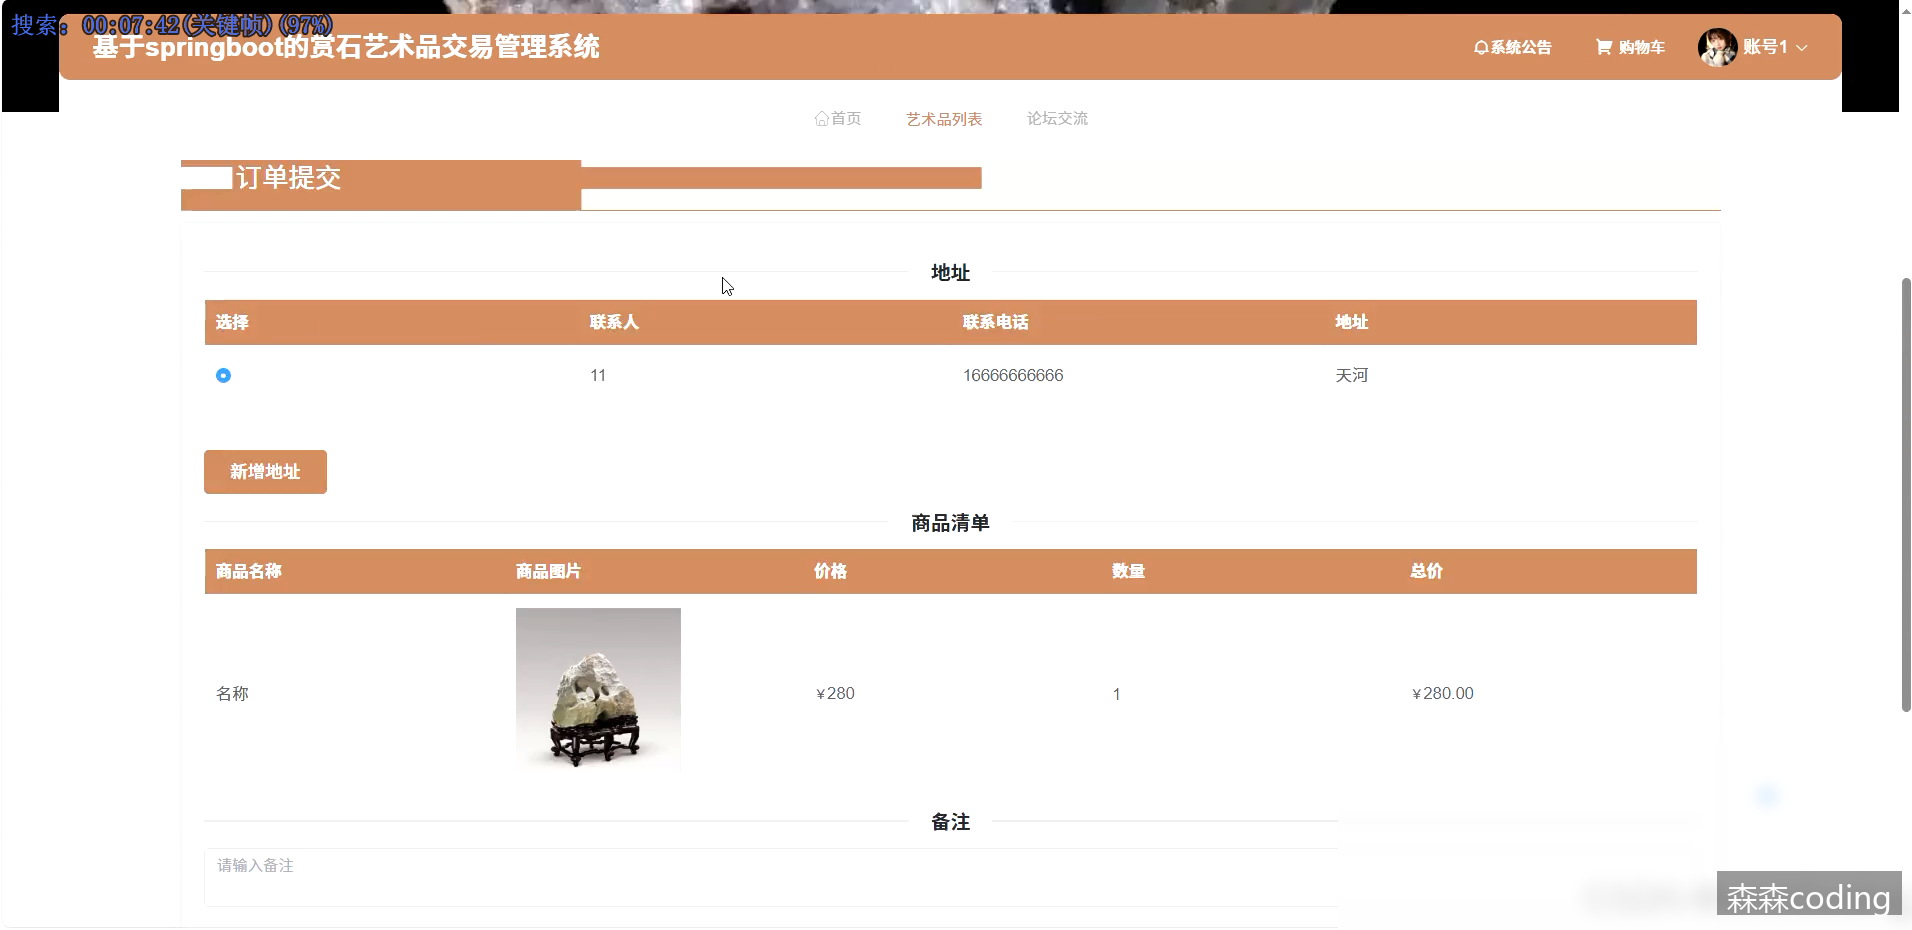 搜索: 00:07:42(关键帧)(97%)
基于springboot的赏石艺术品交易管理系统
系统公告 购物车 账号1
首页 艺术品列表 论坛交流
订单提交
地址
选择 联系人 联系电话 地址
11 16666666666 天河
新增地址
商品清单
商品名称 商品图片 价格 数量 总价
名称 ¥280 1 ¥280.00
备注
请输入备注
森森coding